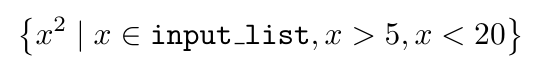 {x² | x ∈ input_list, x > 5, x < 20}